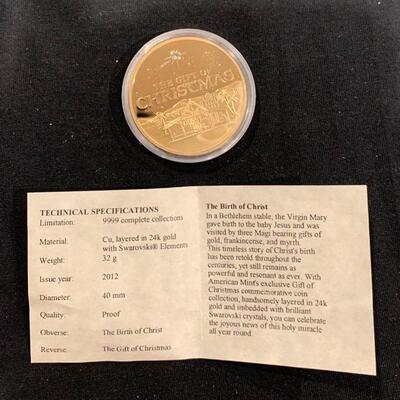 THE GIFT OF
CHRISTMAS
TECHNICAL SPECIFICATIONS
Limitation: 9999 complete collections
Material: Cu, layered in 24k gold
with Swarovski® Elements
Weight: 32 g
Issue year: 2012
Diameter: 40 mm
Quality: Proof
Obverse: The Birth of Christ
Reverse: The Gift of Christmas
The Birth of Christ
In a Bethlehem stable, the Virgin Mary
gave birth to the baby Jesus and was
visited by three Magi bearing gifts of
gold, frankincense, and myrrh.
This timeless story of Christ's birth
has been retold throughout the
centuries, yet still remains as
powerful and resonant as ever. With
American Mint's exclusive Gift of
Christmas commemorative coin
collection, handsomely layered in 24k
gold and imbedded with brilliant
Swarovski crystals, you can celebrate
the joyous news of this holy miracle
all year round.